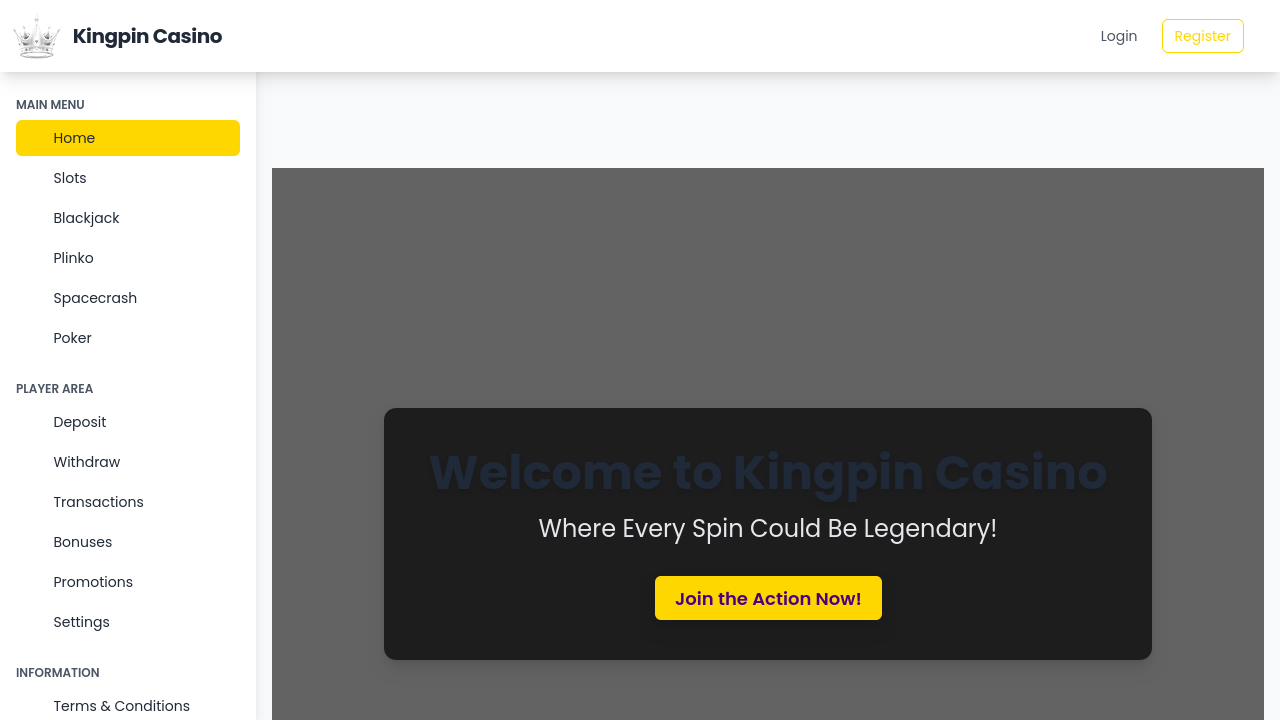 Kingpin Casino
Login
Register
MAIN MENU
Home
Slots
Blackjack
Plinko
Spacecrash
Poker
PLAYER AREA
Deposit
Withdraw
Transactions
Bonuses
Promotions
Settings
INFORMATION
Terms & Conditions
Welcome to Kingpin Casino
Where Every Spin Could Be Legendary!
Join the Action Now!